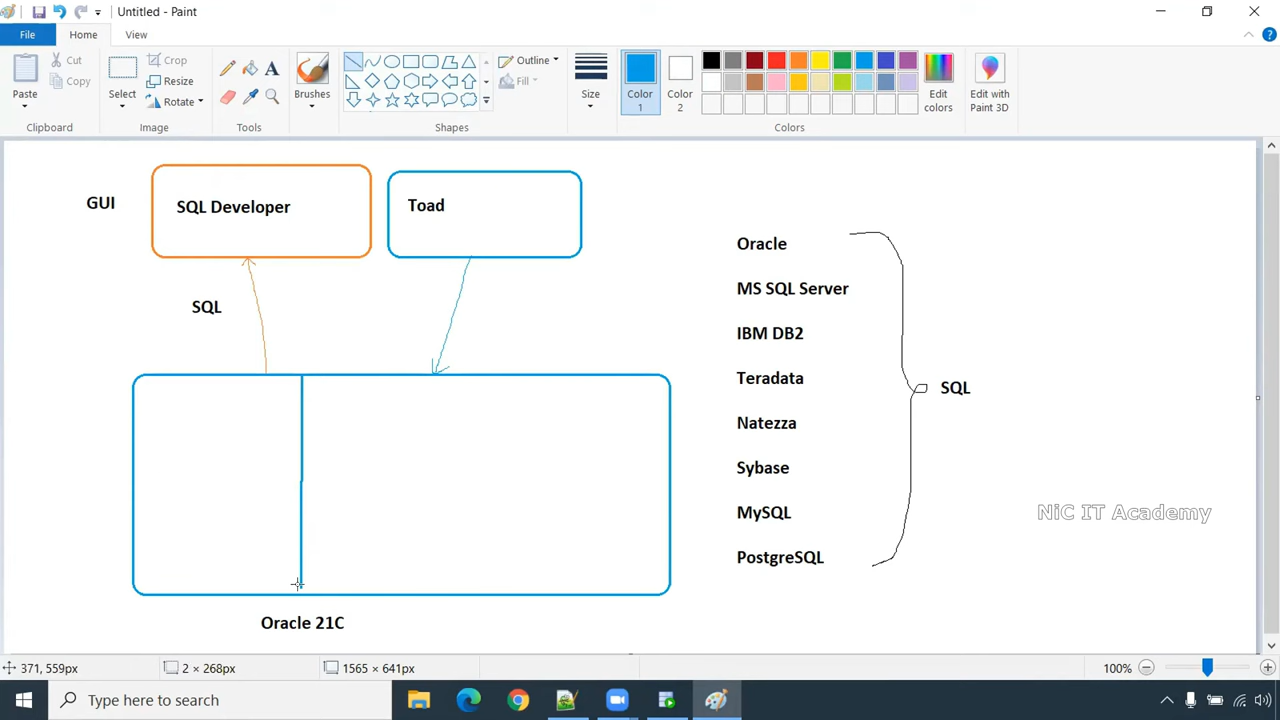 Untitled - Paint
File
Home
View
Paste
Cut
Copy
Clipboard
Select
Crop
Resize
Rotate
Image
A
Tools
Brushes
Outline
Fill
Shapes
Size
Color
1
Color
2
Edit
colors
Edit with
Paint 3D
Colors
GUI
SQL Developer
Toad
SQL
Oracle 21C
Oracle
MS SQL Server
IBM DB2
Teradata
Natezza
Sybase
MySQL
PostgreSQL
SQL
NiC IT Academy
371, 559px
2 × 268px
1565 × 641px
100%
Type here to search